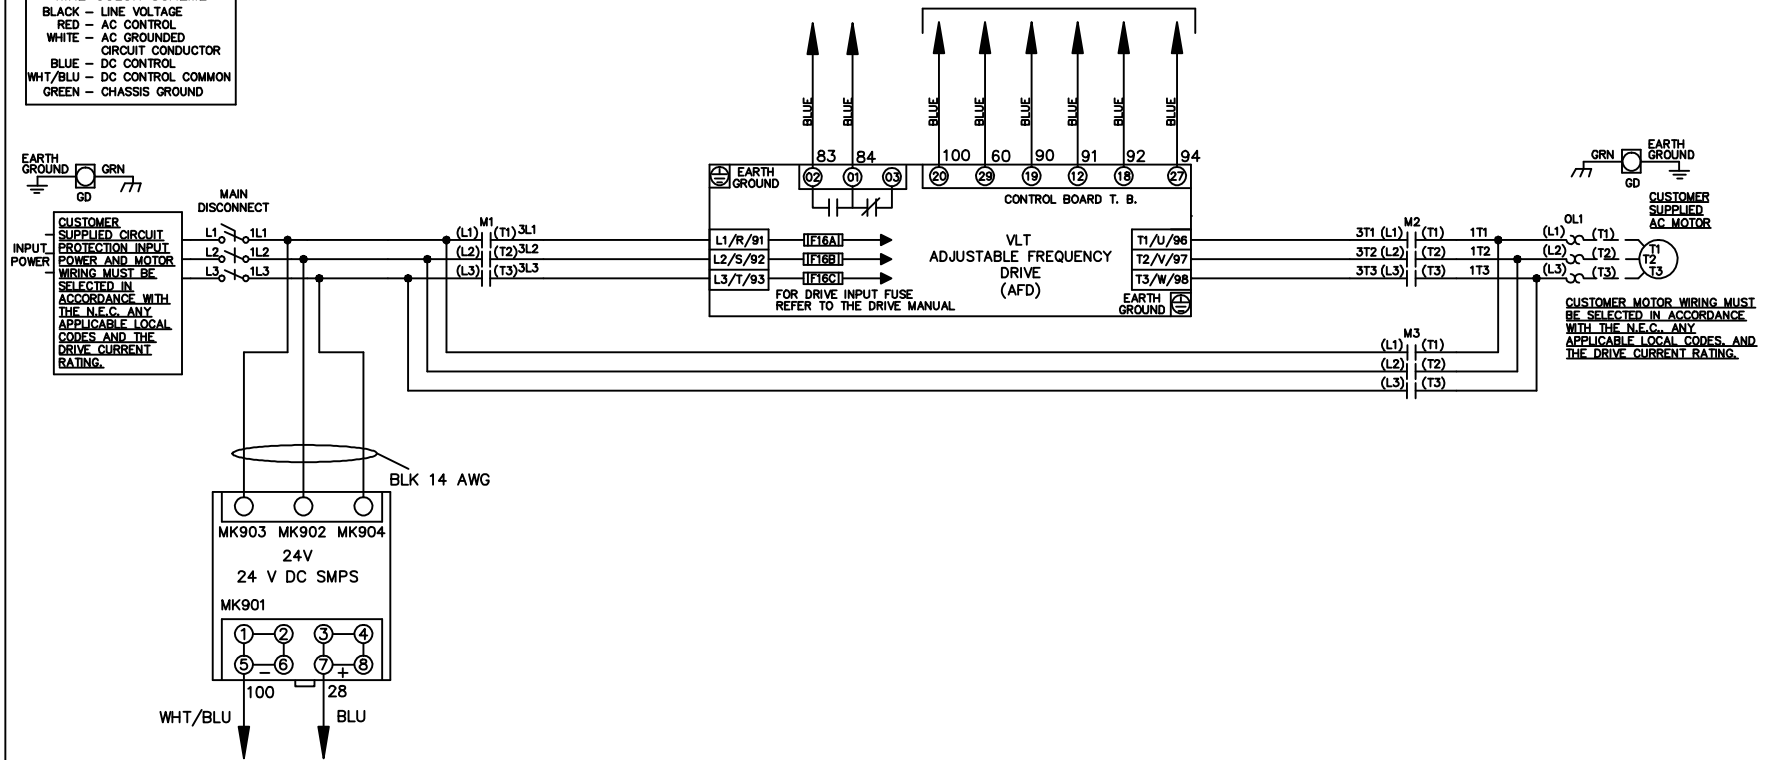 BLACK – LINE VOLTAGE
RED – AC CONTROL
WHITE – AC GROUNDED
CIRCUIT CONDUCTOR
BLUE – DC CONTROL
WHT/BLU – DC CONTROL COMMON
GREEN – CHASSIS GROUND
BLUE
BLUE
BLUE
BLUE
BLUE
BLUE
BLUE
BLUE
83 84 100 60 90 91 92 94
02 01 03 20 29 19 12 18 27
EARTH
GROUND
GRN
GD
MAIN
DISCONNECT
EARTH
GROUND
CONTROL BOARD T. B.
GRN
EARTH
GROUND
GD
CUSTOMER
SUPPLIED
AC MOTOR
INPUT
POWER
CUSTOMER
SUPPLIED CIRCUIT
PROTECTION INPUT
POWER AND MOTOR
WIRING MUST BE
SELECTED IN
ACCORDANCE WITH
THE N.E.C. ANY
APPLICABLE LOCAL
CODES AND THE
DRIVE CURRENT
RATING.
L1 1L1
L2 1L2
L3 1L3
M1
(L1) (T1) 3L1
(L2) (T2) 3L2
(L3) (T3) 3L3
L1/R/91 F16A
L2/S/92 F16B
L3/T/93 F16C
FOR DRIVE INPUT FUSE
REFER TO THE DRIVE MANUAL
VLT
ADJUSTABLE FREQUENCY
DRIVE
(AFD)
T1/U/96
T2/V/97
T3/W/98
EARTH
GROUND
M2
3T1 (L1) (T1) 1T1
3T2 (L2) (T2) 1T2
3T3 (L3) (T3) 1T3
OL1
(L1) (T1)
(L2) (T2)
(L3) (T3)
T1
T2
T3
CUSTOMER MOTOR WIRING MUST
BE SELECTED IN ACCORDANCE
WITH THE N.E.C., ANY
APPLICABLE LOCAL CODES, AND
THE DRIVE CURRENT RATING.
M3
(L1) (T1)
(L2) (T2)
(L3) (T3)
BLK 14 AWG
MK903 MK902 MK904
24V
24 V DC SMPS
MK901
1 2 3 4
5 6 7 8
– +
100 28
WHT/BLU BLU